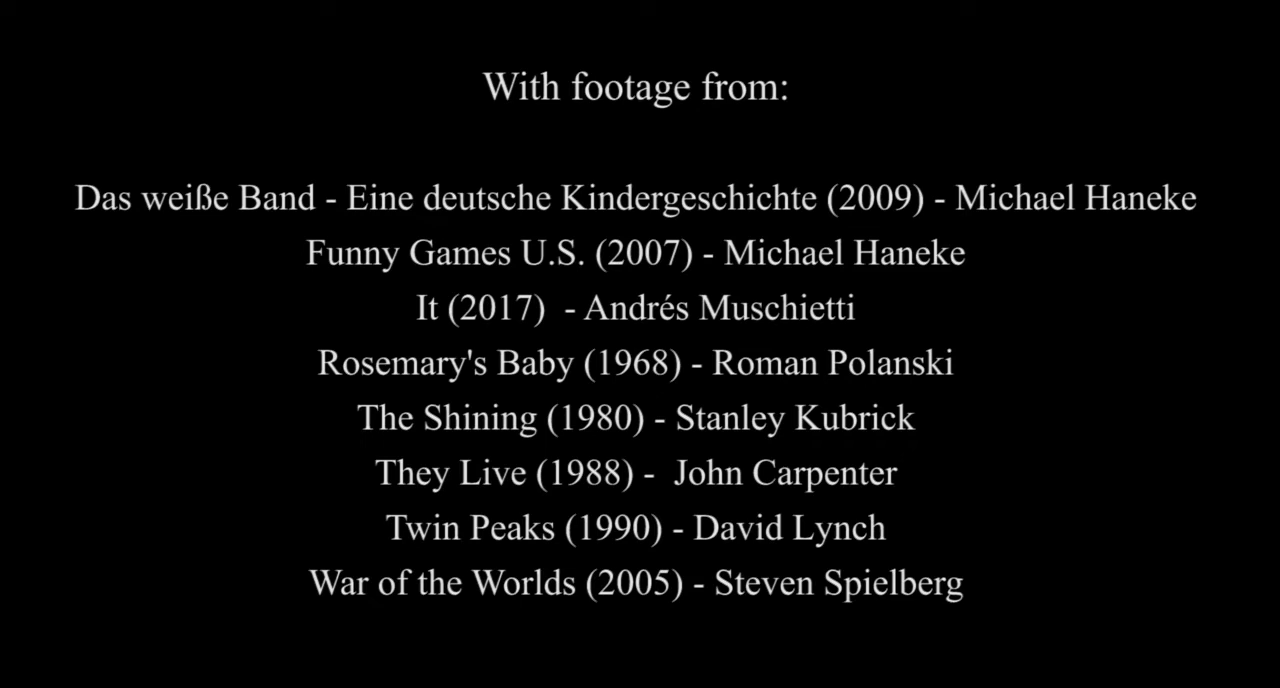 With footage from:
Das weiße Band - Eine deutsche Kindergeschichte (2009) - Michael Haneke
Funny Games U.S. (2007) - Michael Haneke
It (2017)  - Andrés Muschietti
Rosemary's Baby (1968) - Roman Polanski
The Shining (1980) - Stanley Kubrick
They Live (1988) -  John Carpenter
Twin Peaks (1990) - David Lynch
War of the Worlds (2005) - Steven Spielberg